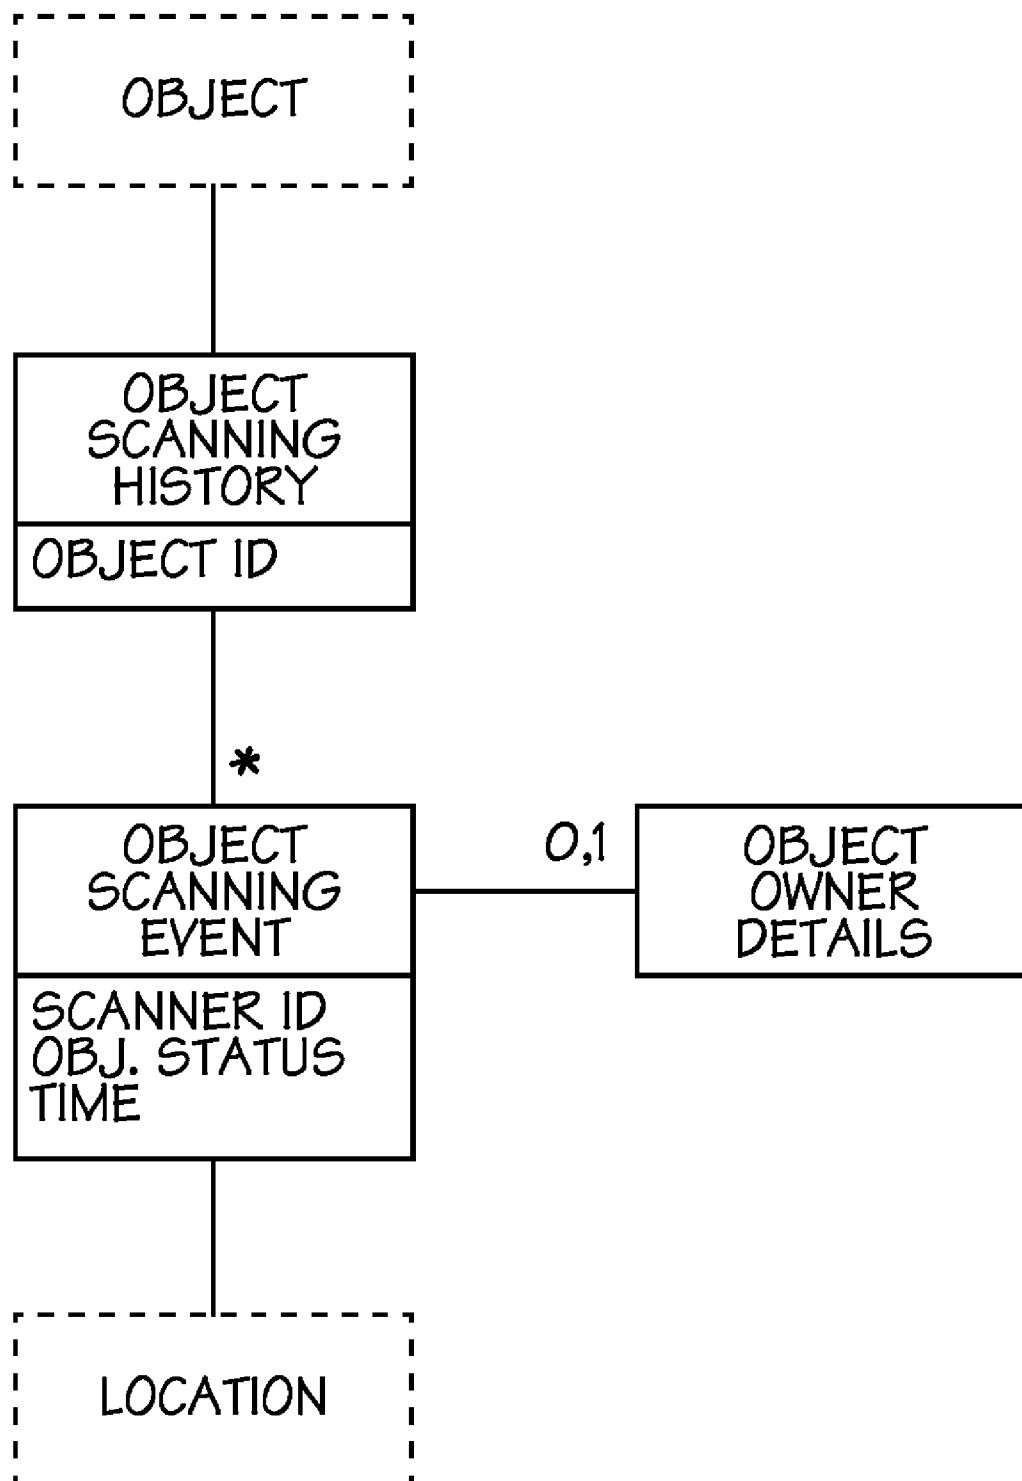 OBJECT
OBJECT
SCANNING
HISTORY
OBJECT ID
*
OBJECT
SCANNING
EVENT
0,1
OBJECT
OWNER
DETAILS
SCANNER ID
OBJ. STATUS
TIME
LOCATION